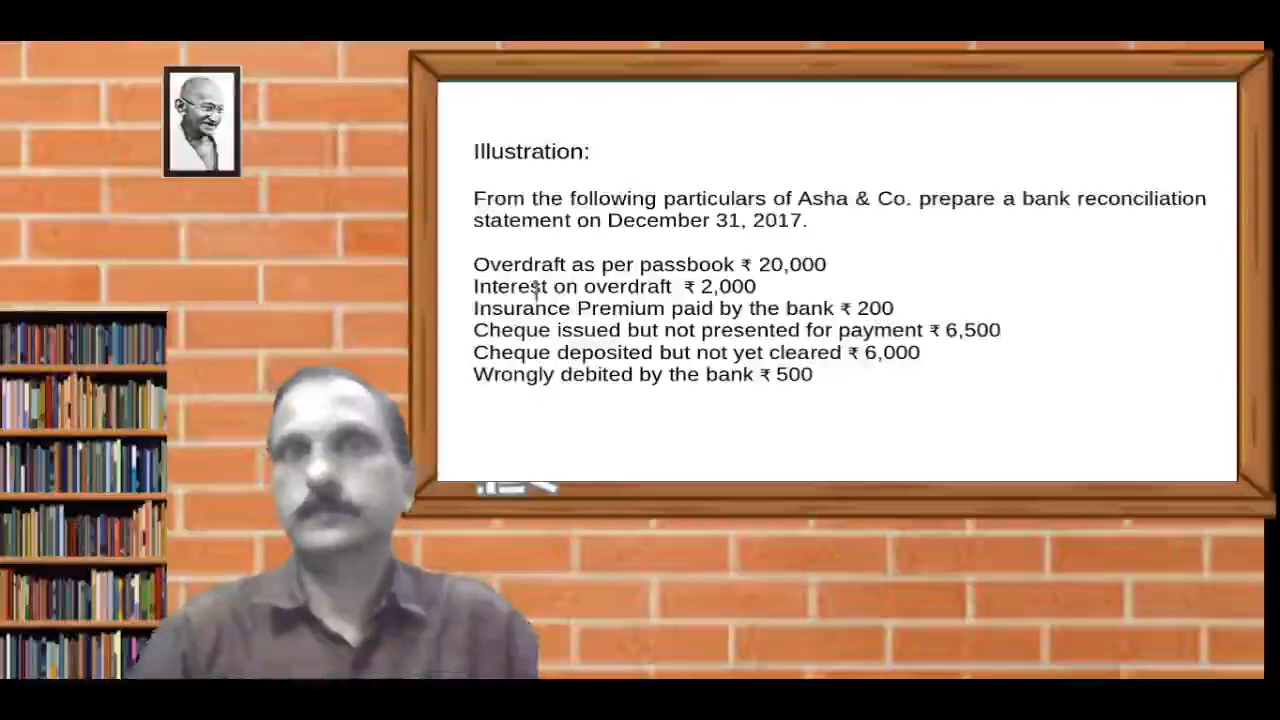 Illustration:
From the following particulars of Asha & Co. prepare a bank reconciliation
statement on December 31, 2017.
Overdraft as per passbook ₹ 20,000
Interest on overdraft ₹ 2,000
Insurance Premium paid by the bank ₹ 200
Cheque issued but not presented for payment ₹ 6,500
Cheque deposited but not yet cleared ₹ 6,000
Wrongly debited by the bank ₹ 500